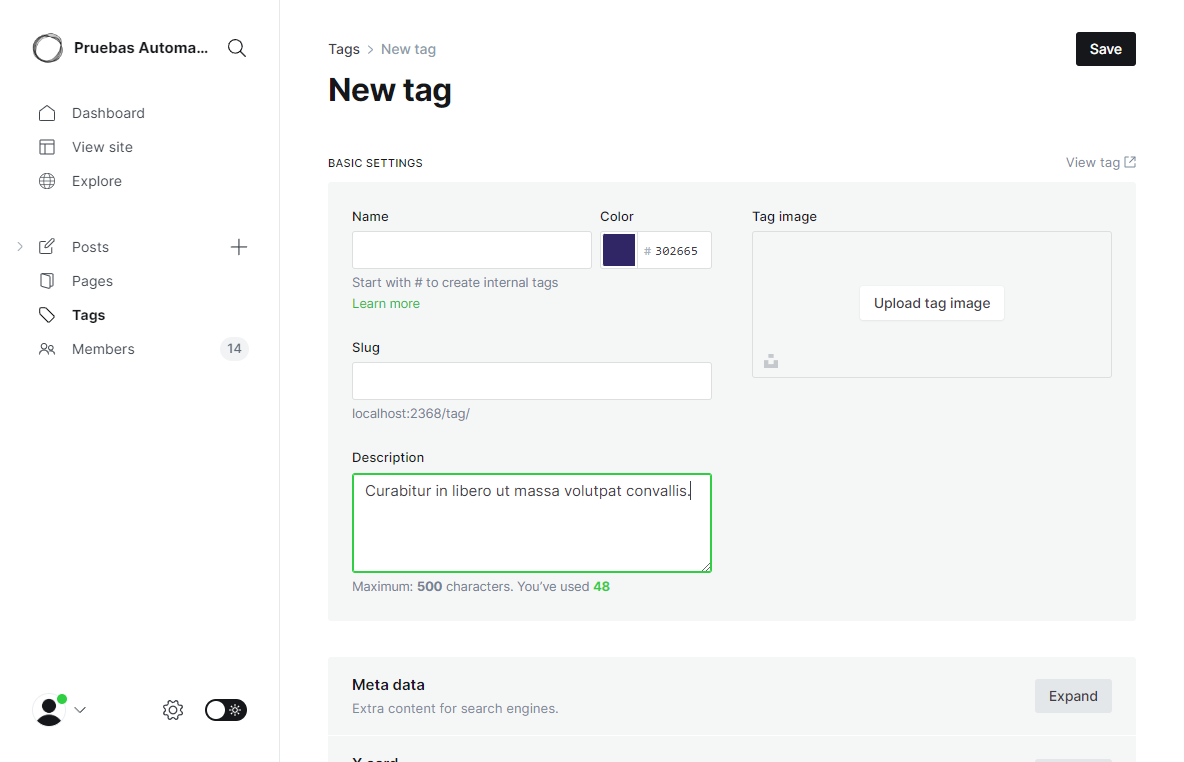 Pruebas Automa...
Dashboard
View site
Explore
Posts
Pages
Tags
Members 14
Tags > New tag
Save
New tag
BASIC SETTINGS
View tag
Name
Color
Tag image
# 302665
Start with # to create internal tags
Learn more
Upload tag image
Slug
localhost:2368/tag/
Description
Curabitur in libero ut massa volutpat convallis.
Maximum: 500 characters. You’ve used 48
Meta data
Extra content for search engines.
Expand
X card